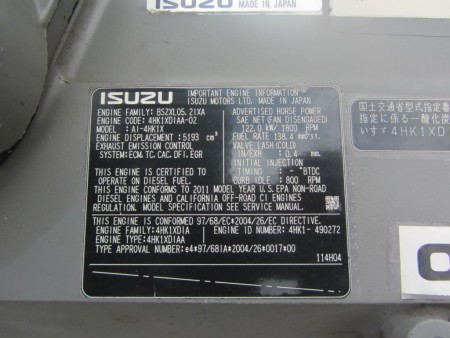 ISUZU MADE IN JAPAN
ISUZU IMPORTANT ENGINE INFORMATION
ISUZU MOTORS LTD. MADE IN JAPAN
ENGINE FAMILY: BSZXL05.2IXA
ENGINE CODE: 4HK1XDIAA-02
MODEL: AI-4HK1X
ENGINE DISPLACEMENT: 5193 cm³
EXHAUST EMISSION CONTROL
SYSTEM:ECM,TC,CAC,DFI,EGR
THIS ENGINE IS CERTIFIED TO
OPERATE ON DIESEL FUEL.
ADVERTISED HORSE POWER
SAE NET(FAN DISENGAGED)
122.0 kW/ 1800 RPM
FUEL RATE: 138.4 mm³/st.
VALVE LASH (COLD)
IN/EXH: 0.4 mm
INITIAL INJECTION
TIMING: - °BTDC
CURB IDLE: 800 RPM
THIS ENGINE CONFORMS TO 2011 MODEL YEAR U.S.EPA NON-ROAD
DIESEL ENGINES AND CALIFORNIA OFF-ROAD CI ENGINES
REGULATION. MODEL SPECIFICATION SEE SERVICE MANUAL.
THIS ENGINE IS CONFORMED 97/68/EC*2004/26/EC DIRECTIVE.
ENGINE FAMILY:4HK1XDIA ENGINE ID NUMBER: 4HK1- 490272
ENGINE TYPE:4HK1XDIAA
TYPE APPROVAL NUMBER:e4*97/68IA*2004/26*0017*00
114H04
国土交通省型式指定
指定に係る一酸化炭
いすゞ4HK1XD